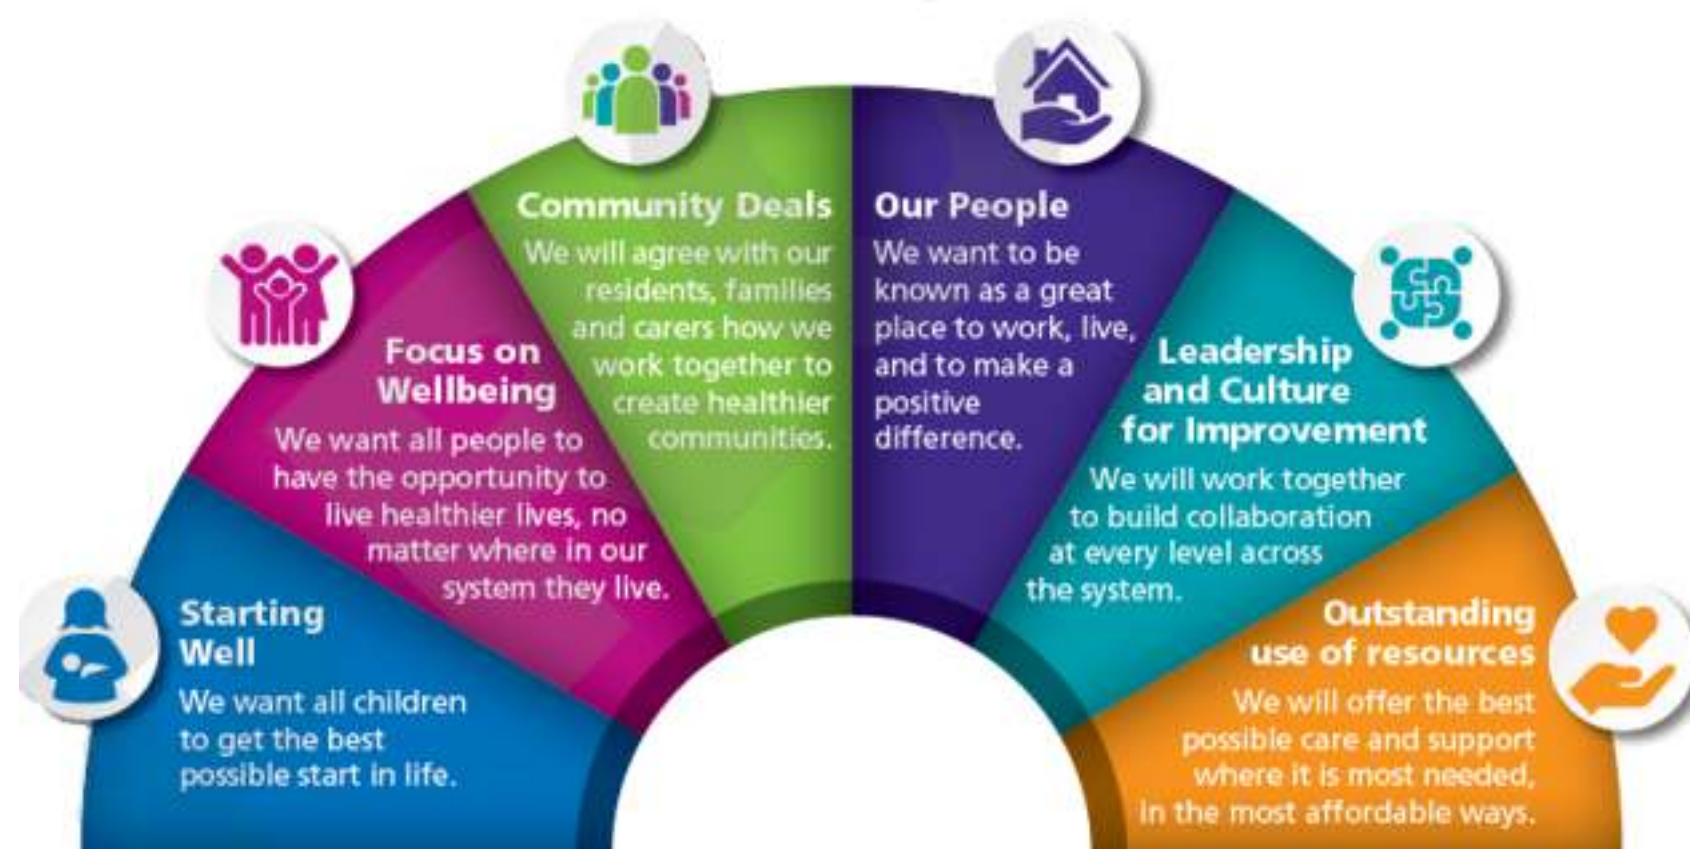 Starting
Well
We want all children
to get the best
possible start in life.
Focus on
Wellbeing
We want all people to
have the opportunity to
live healthier lives, no
matter where in our
system they live.
Community Deals
We will agree with our
residents, families
and carers how we
work together to
create healthier
communities.
Our People
We want to be
known as a great
place to work, live,
and to make a
positive
difference.
Leadership
and Culture
for Improvement
We will work together
to build collaboration
at every level across
the system.
Outstanding
use of resources
We will offer the best
possible care and support
where it is most needed,
in the most affordable ways.